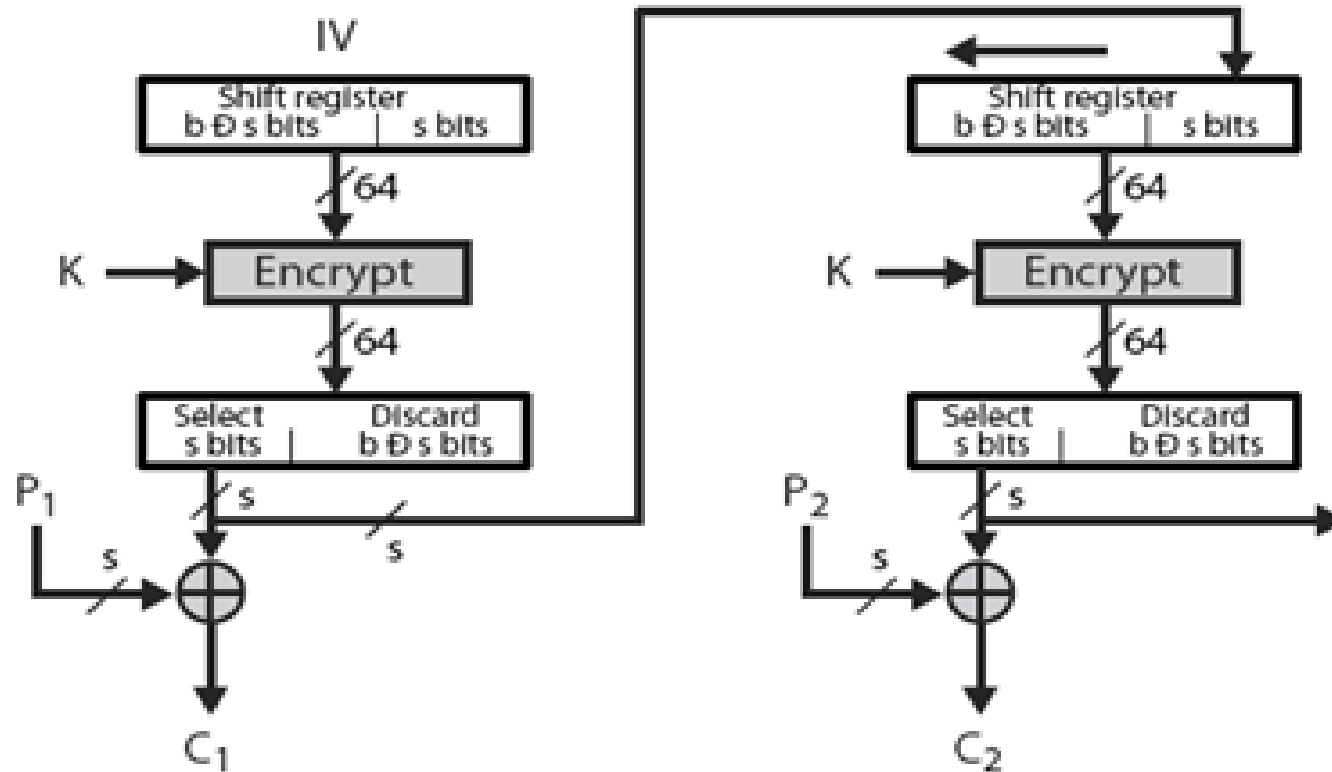 IV
Shift register
b Ð s bits | s bits
64
K
Encrypt
64
Select
s bits
Discard
b Ð s bits
P1
s
s
s
C1
Shift register
b Ð s bits | s bits
64
K
Encrypt
64
Select
s bits
Discard
b Ð s bits
P2
s
s
C2